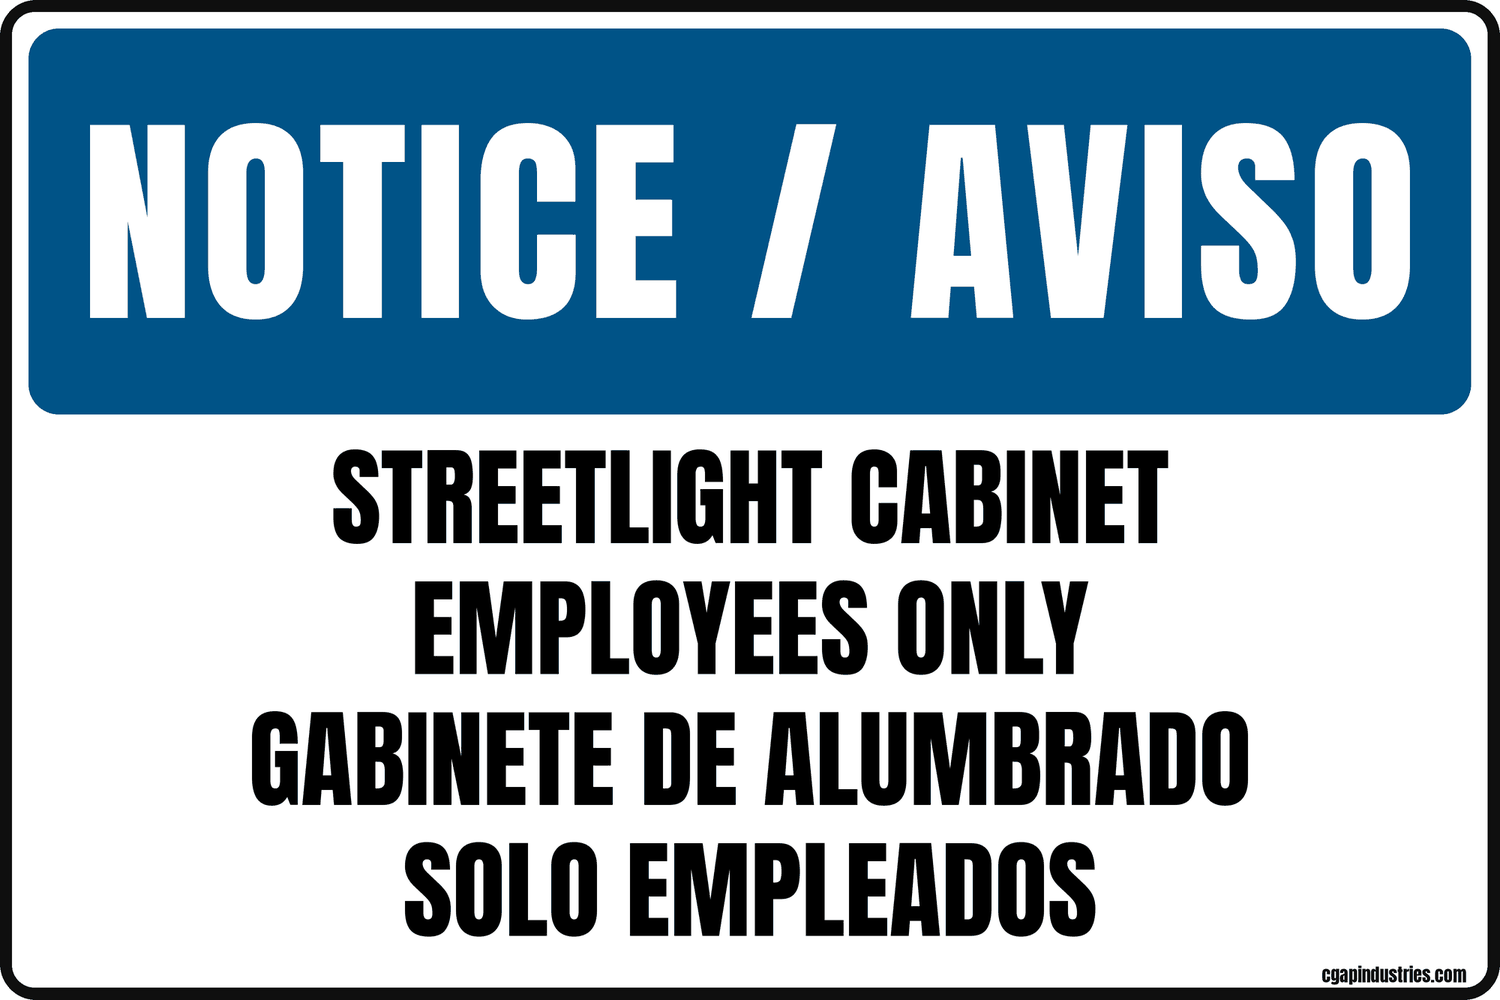 NOTICE / AVISO
STREETLIGHT CABINET
EMPLOYEES ONLY
GABINETE DE ALUMBRADO
SOLO EMPLEADOS
cgapindustries.com